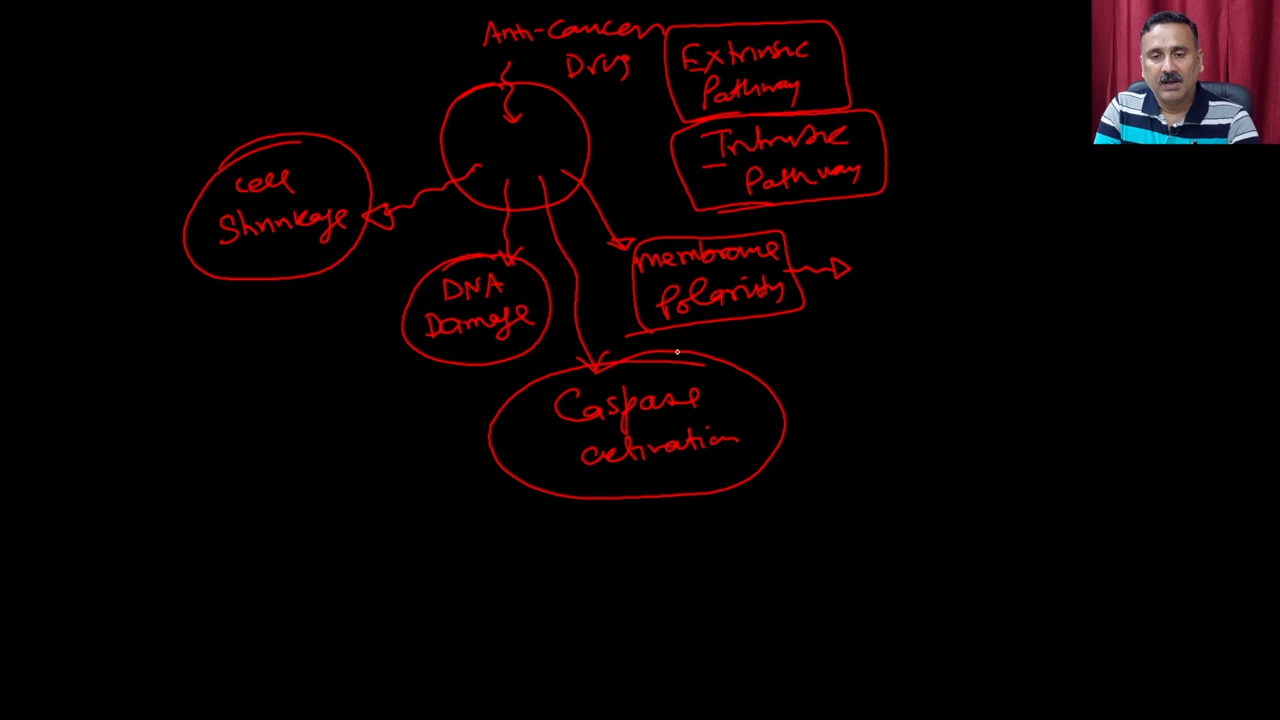 Anti-Cancer
Drug
Extrinsic
Pathway
Intrinsic
Pathway
Cell
Shrinkage
DNA
Damage
membrane
Polarity
Caspase
activation